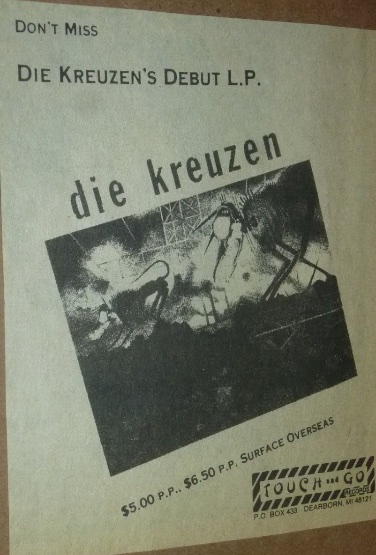 DON'T MISS
DIE KREUZEN'S DEBUT L.P.
die kreuzen
$5.00 P.P.. $6.50 P.P. SURFACE OVERSEAS
TOUCH AND GO
RECORDS
P.O. BOX 433 DEARBORN, MI 48121